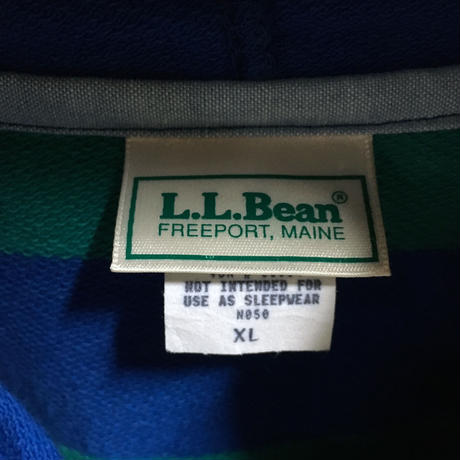 L.L.Bean®
FREEPORT, MAINE
NOT INTENDED FOR
USE AS SLEEPWEAR
N050
XL